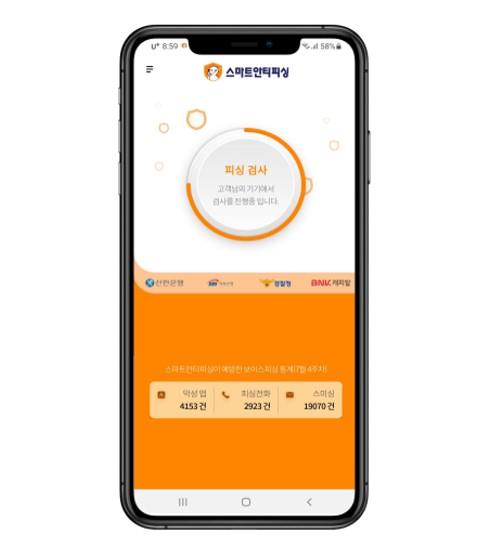 U+ 8:59
58%
스마트안티피싱
피싱 검사
고객님의 기기에서
검사를 진행중 입니다.
신한은행
경찰청
BNK 캐피탈
스마트안티피싱이 예방한 보이스피싱 통계(7월 4주차)
악성 앱
4153 건
피싱전화
2923 건
스미싱
19070 건